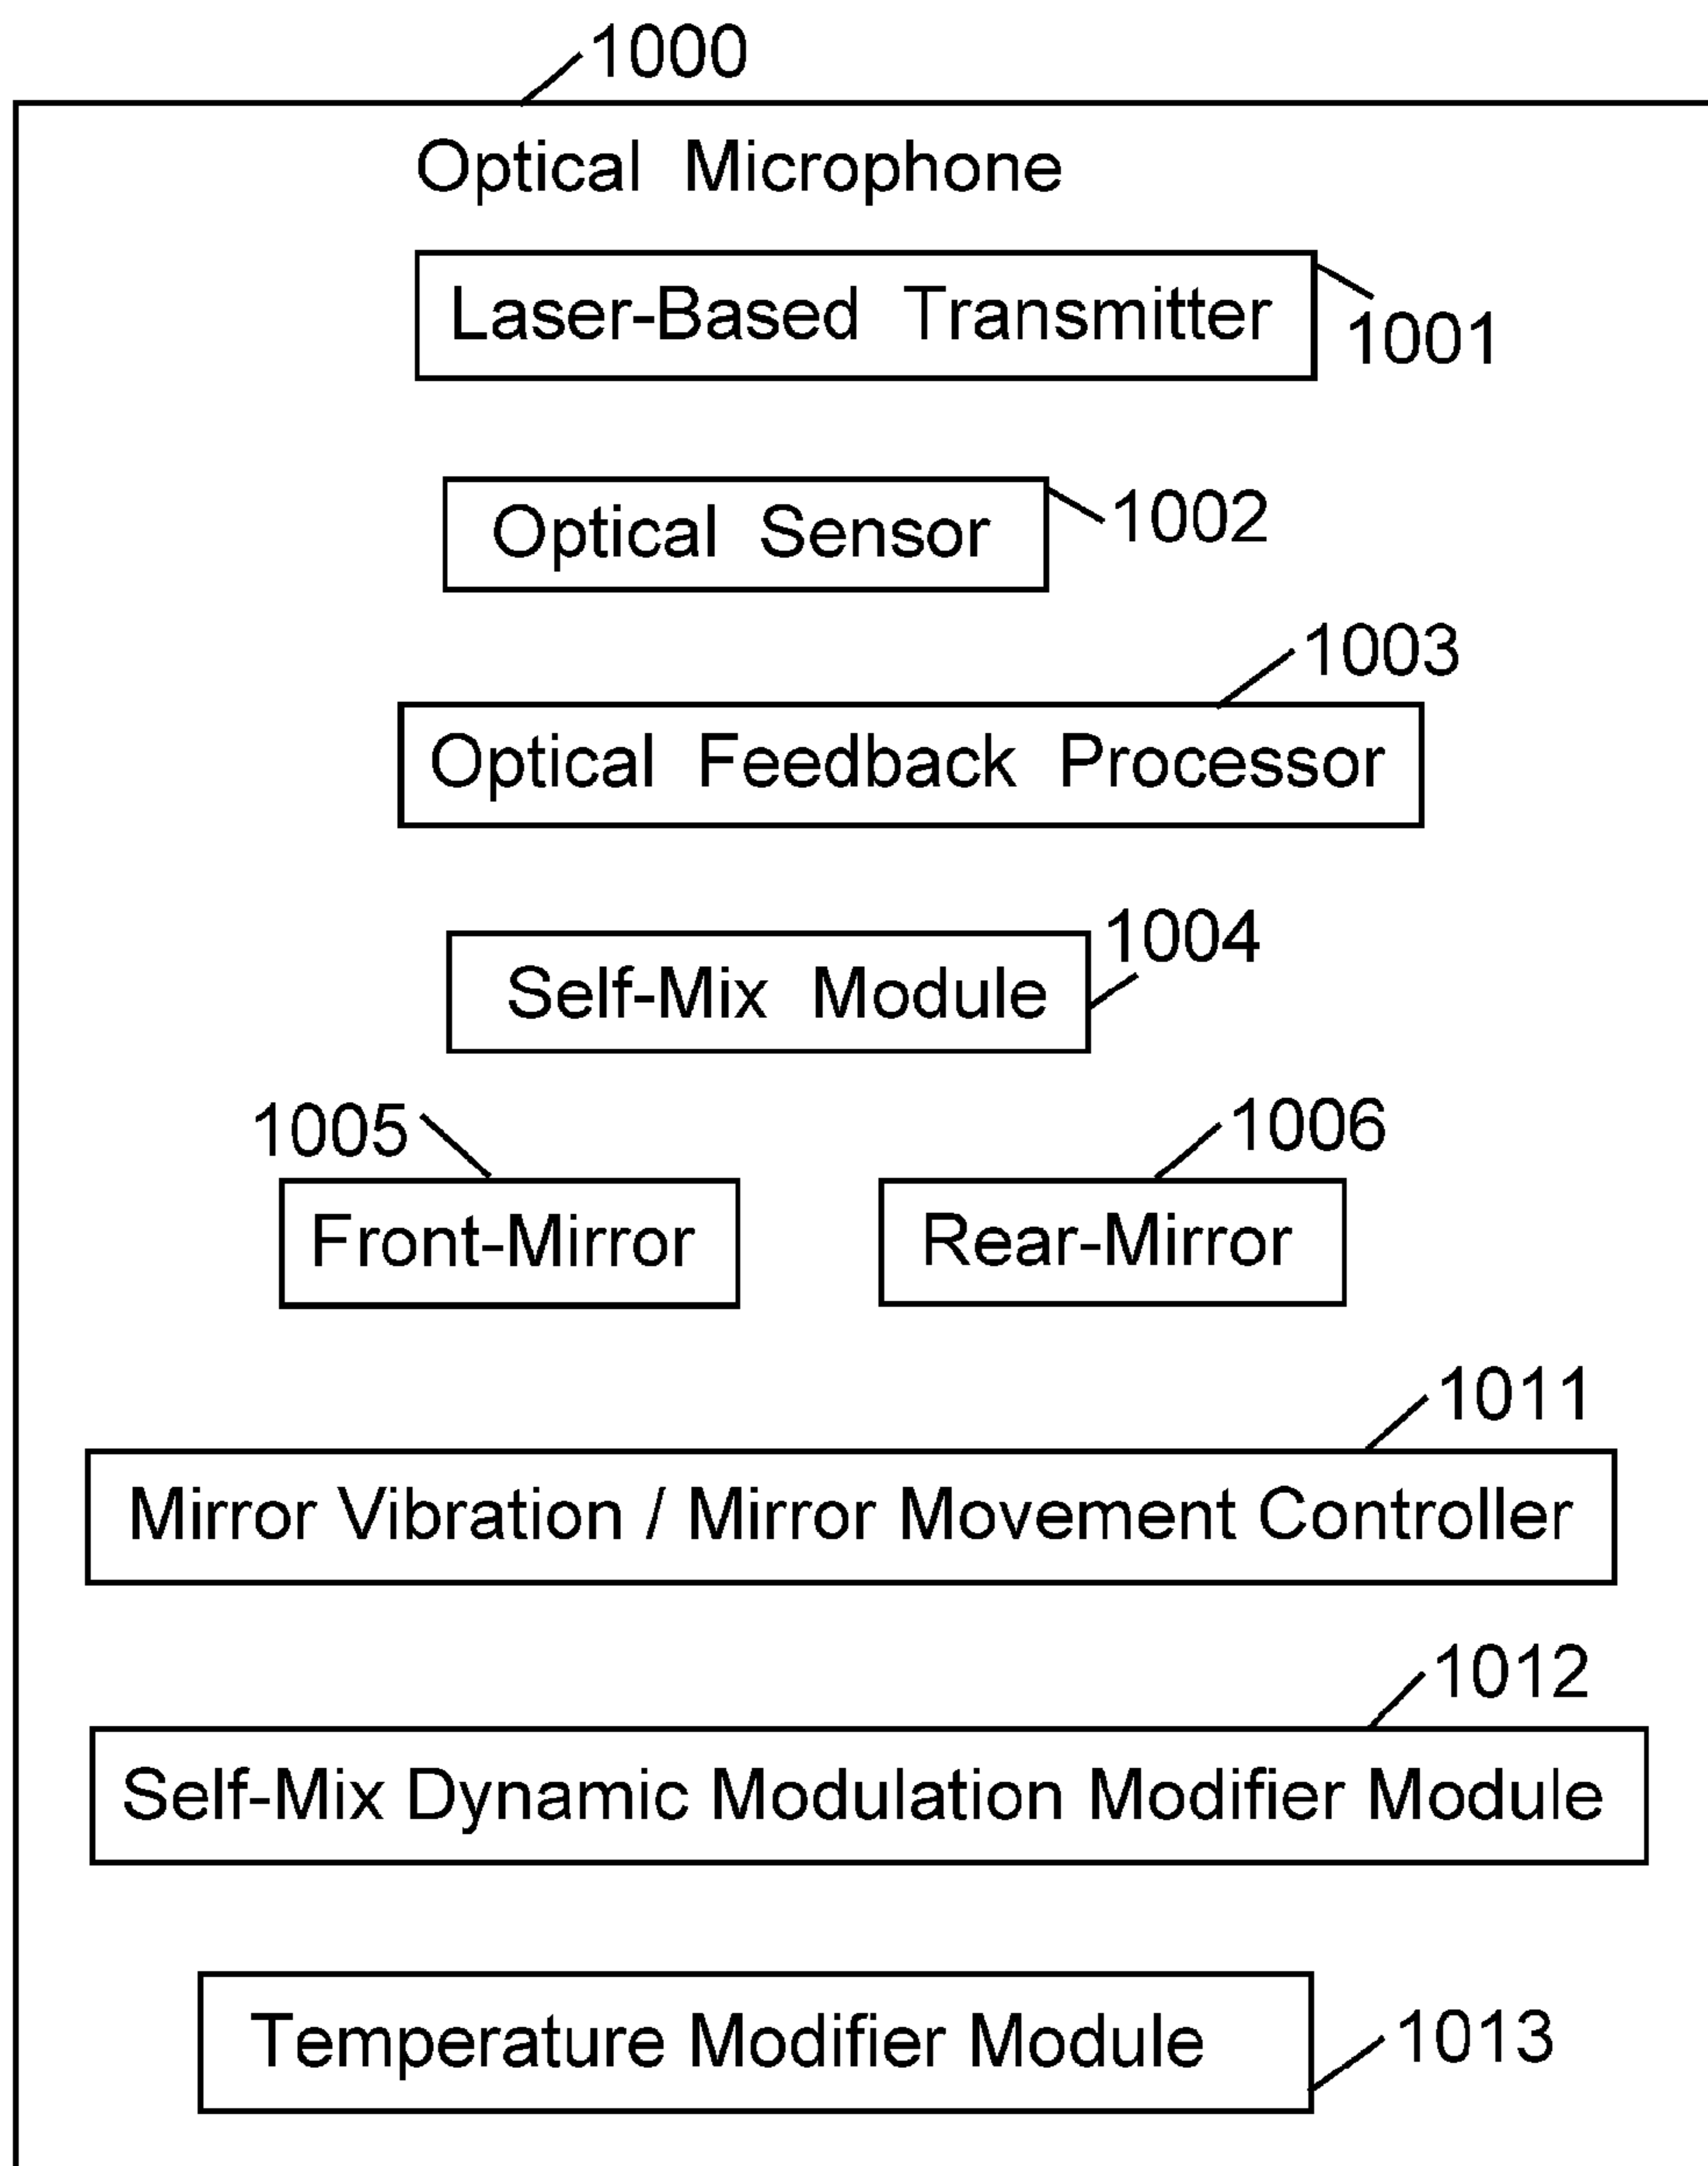 1000
Optical Microphone
Laser-Based Transmitter
1001
Optical Sensor
1002
1003
Optical Feedback Processor
1004
Self-Mix Module
1005
1006
Front-Mirror
Rear-Mirror
1011
Mirror Vibration / Mirror Movement Controller
1012
Self-Mix Dynamic Modulation Modifier Module
Temperature Modifier Module
1013